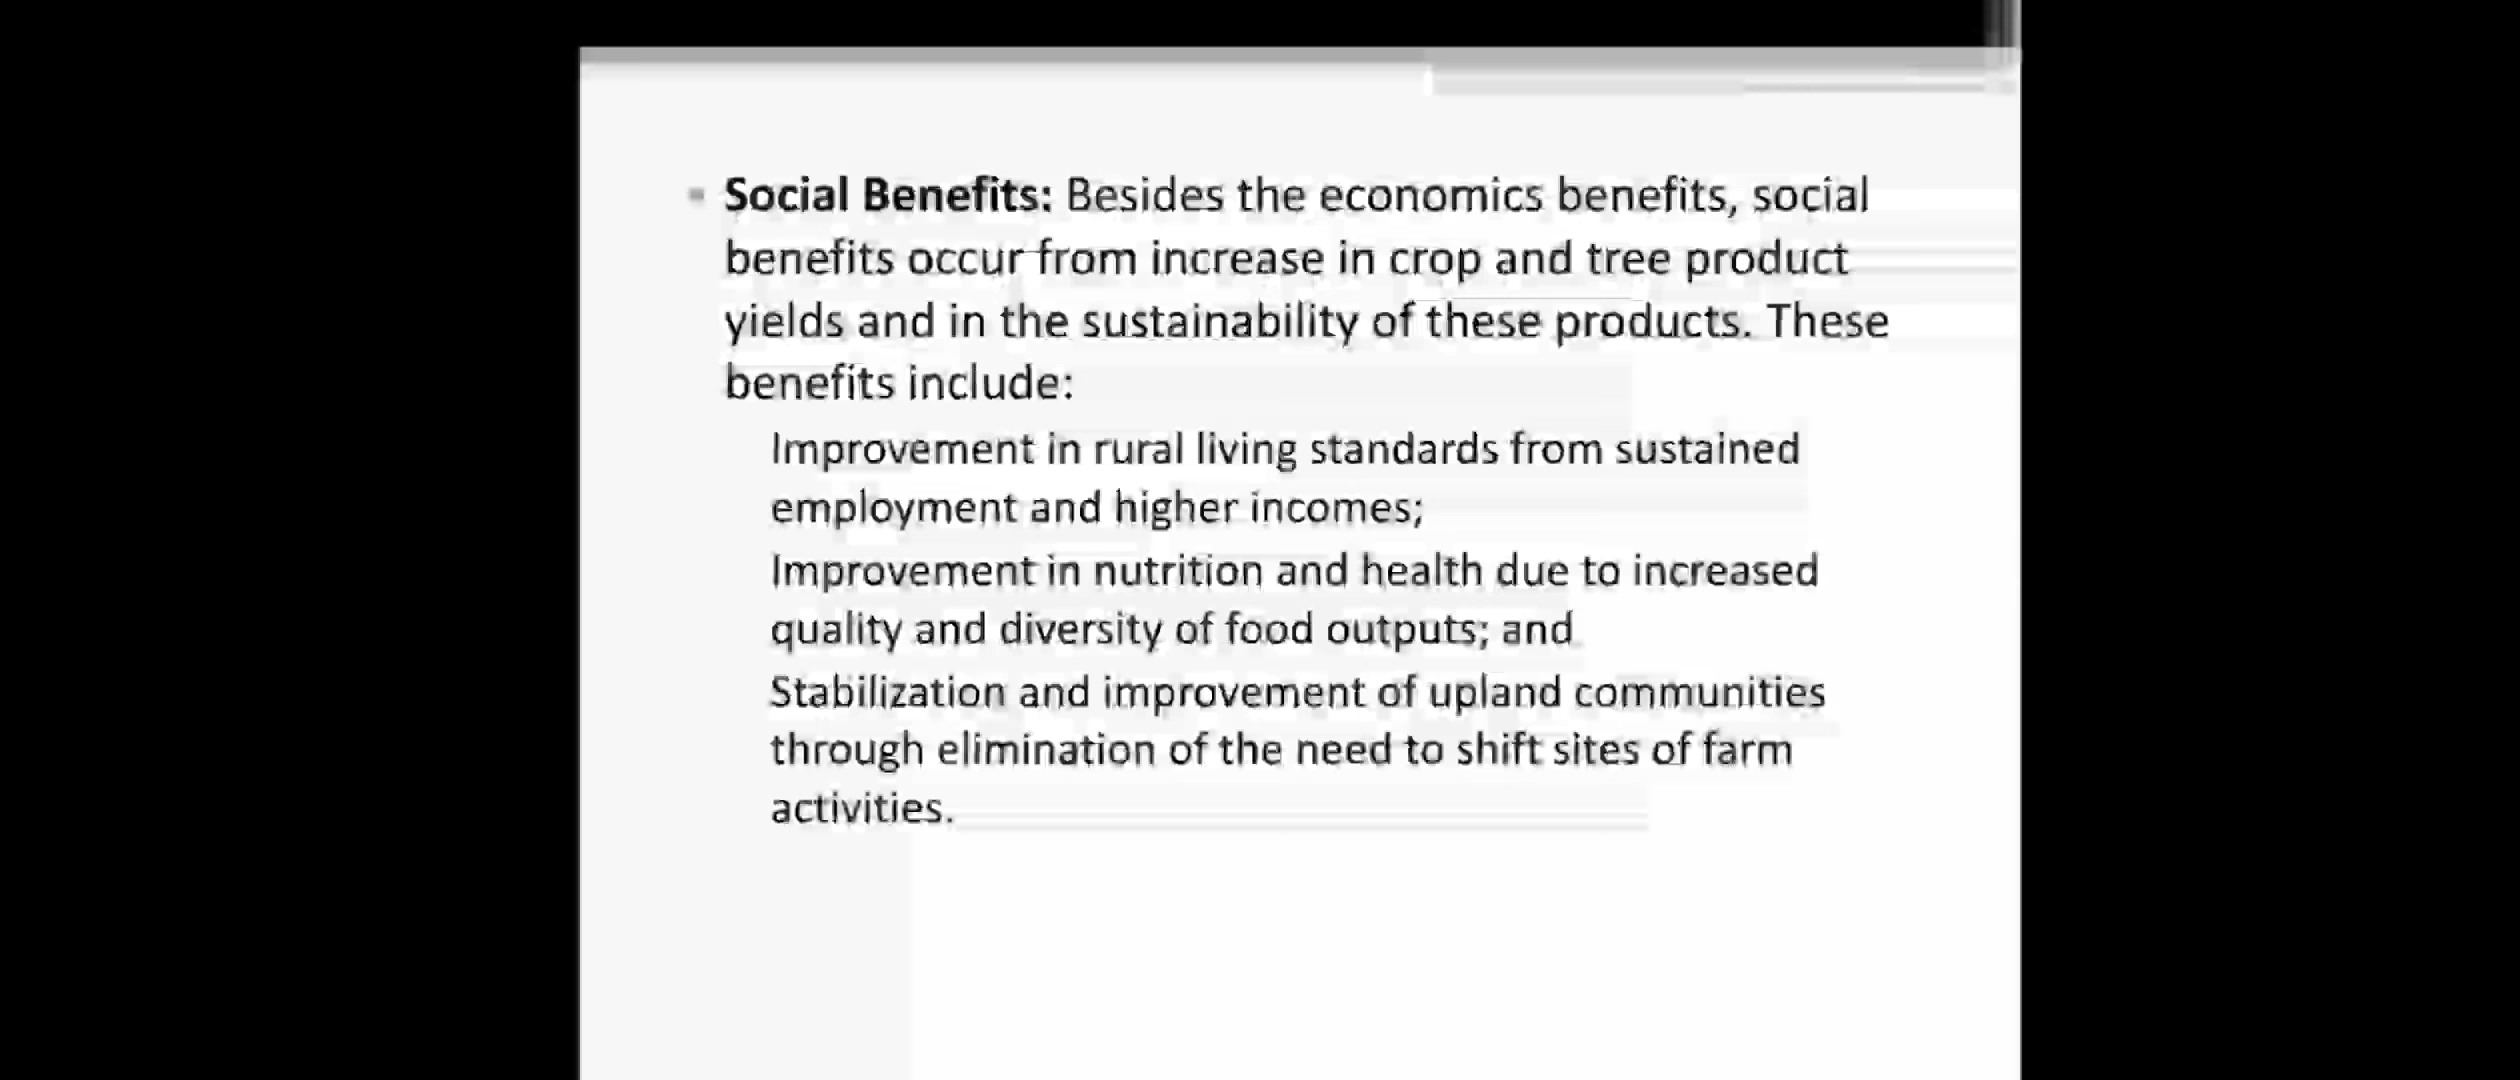 ▪ Social Benefits: Besides the economics benefits, social
benefits occur from increase in crop and tree product
yields and in the sustainability of these products. These
benefits include:
Improvement in rural living standards from sustained
employment and higher incomes;
Improvement in nutrition and health due to increased
quality and diversity of food outputs; and
Stabilization and improvement of upland communities
through elimination of the need to shift sites of farm
activities.